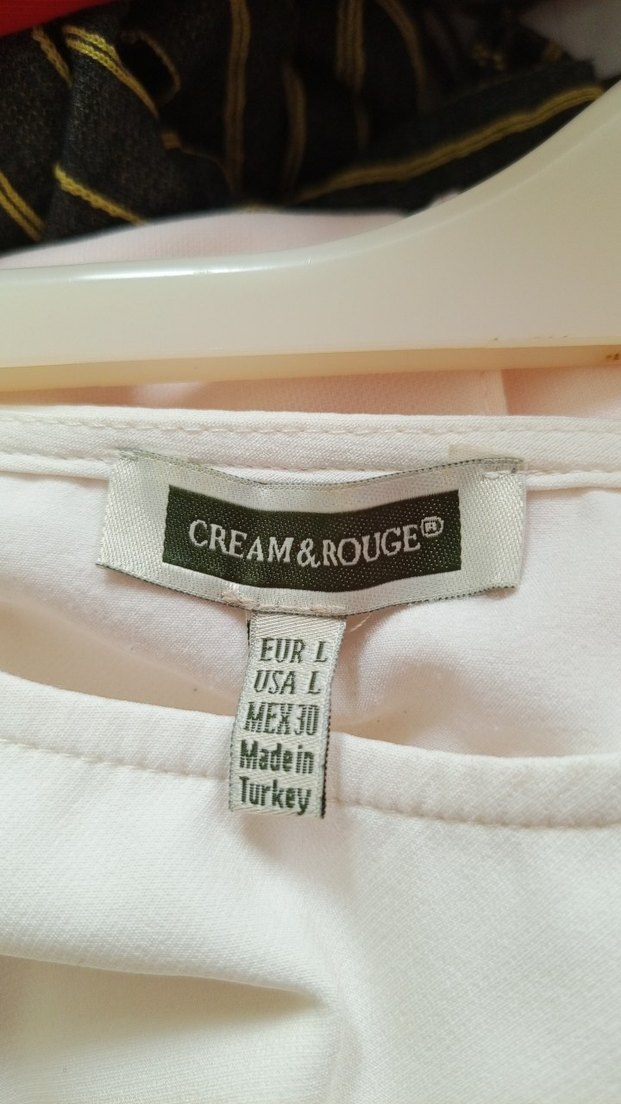 CREAM & ROUGE®
EUR L
USA L
MEX 30
Made in
Turkey